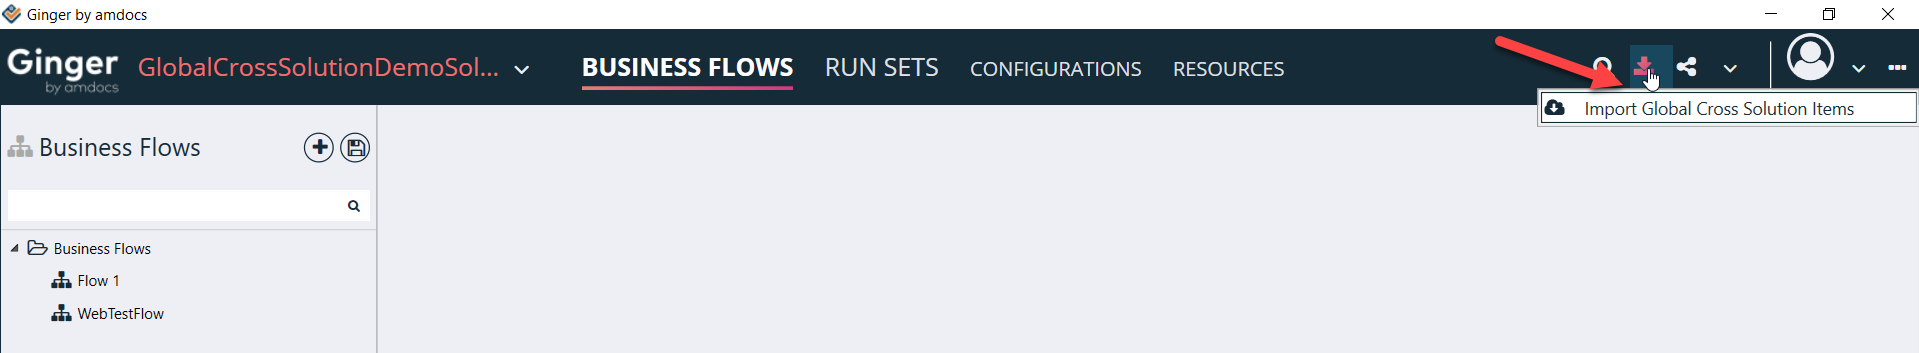 Ginger by amdocs
Ginger
by amdocs
GlobalCrossSolutionDemoSol...
BUSINESS FLOWS
RUN SETS
CONFIGURATIONS
RESOURCES
Import Global Cross Solution Items
Business Flows
Business Flows
Flow 1
WebTestFlow